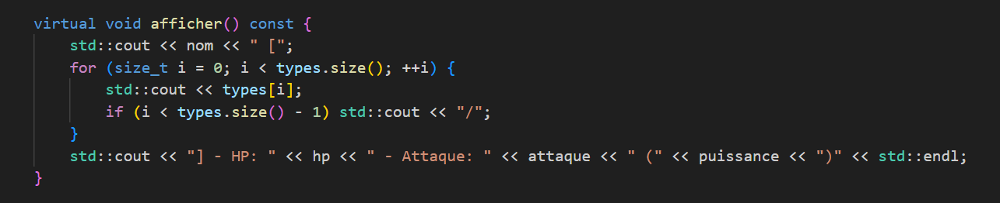 virtual void afficher() const {
    std::cout << nom << " [";
    for (size_t i = 0; i < types.size(); ++i) {
        std::cout << types[i];
        if (i < types.size() - 1) std::cout << "/";
    }
    std::cout << "] - HP: " << hp << " - Attaque: " << attaque << " (" << puissance << ")" << std::endl;
}